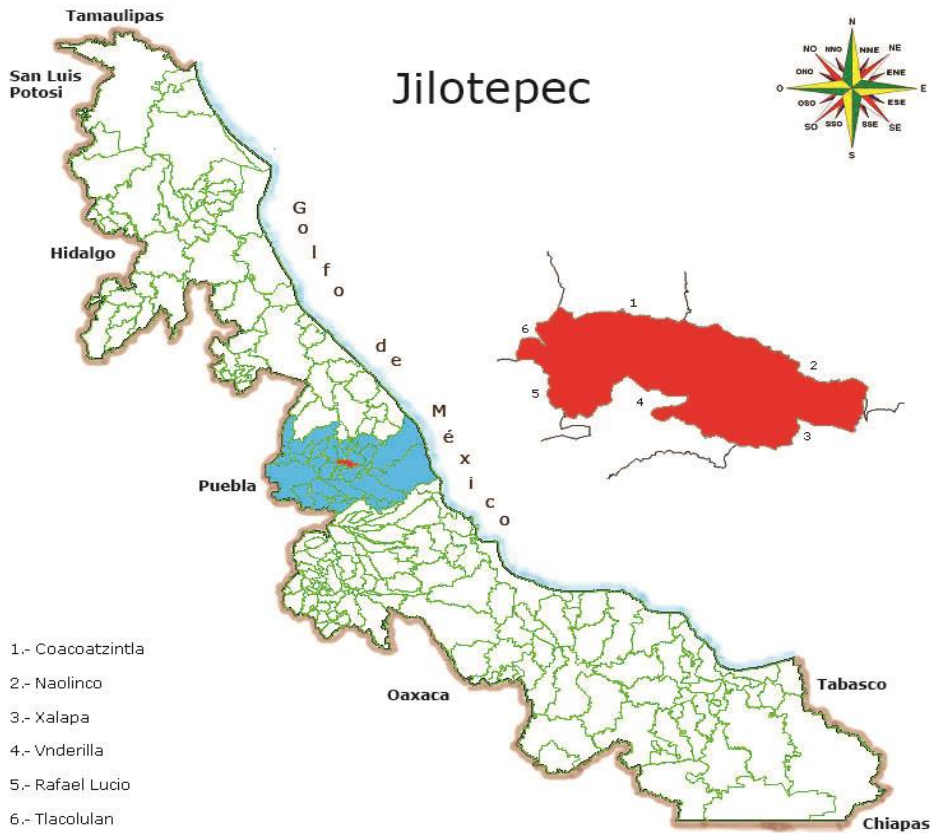 Tamaulipas
San Luis
Potosi
Jilotepec
N
NNO
NNE
NO
NE
ONO
ENE
O
E
OSO
ESE
SSO
SSE
SO
SE
S
Golfo de México
Hidalgo
1
6
2
5
4
3
Puebla
1.- Coacoatzintla
2.- Naolinco
3.- Xalapa
4.- Vnderilla
5.- Rafael Lucio
6.- Tlacolulan
Oaxaca
Tabasco
Chiapas